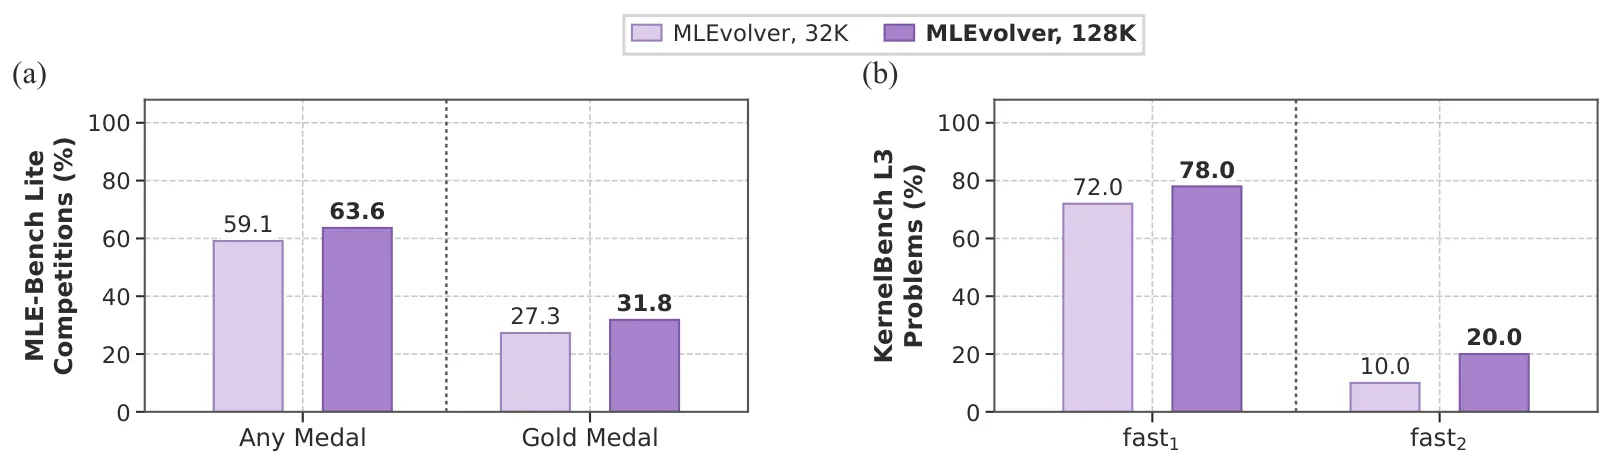 MLEvolver, 32K
MLEvolver, 128K
(a)
MLE-Bench Lite
Competitions (%)
100
80
60
40
20
0
59.1
63.6
27.3
31.8
Any Medal
Gold Medal
(b)
KernelBench L3
Problems (%)
100
80
60
40
20
0
72.0
78.0
10.0
20.0
fast₁
fast₂